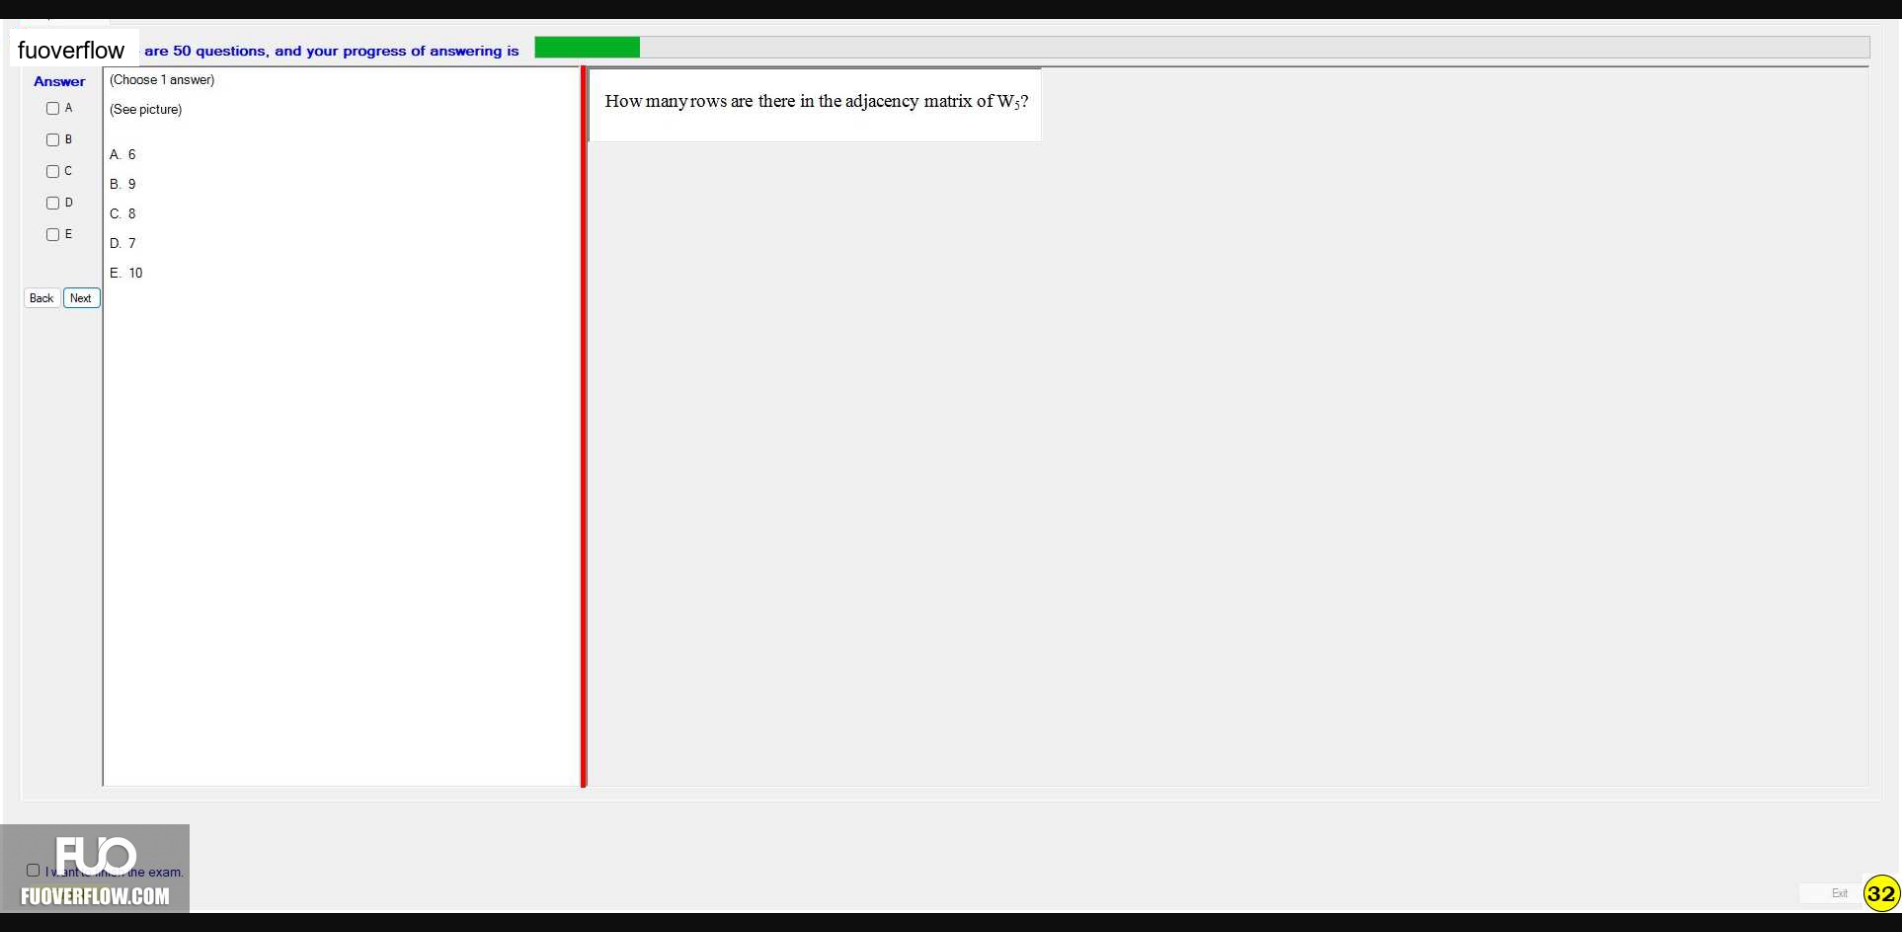 fuoverflow are 50 questions, and your progress of answering is
Answer
A
B
C
D
E
Back Next
(Choose 1 answer)
(See picture)
A. 6
B. 9
C. 8
D. 7
E. 10
How many rows are there in the adjacency matrix of W₅?
FUO
the exam.
FUOVERFLOW.COM
Exit 32